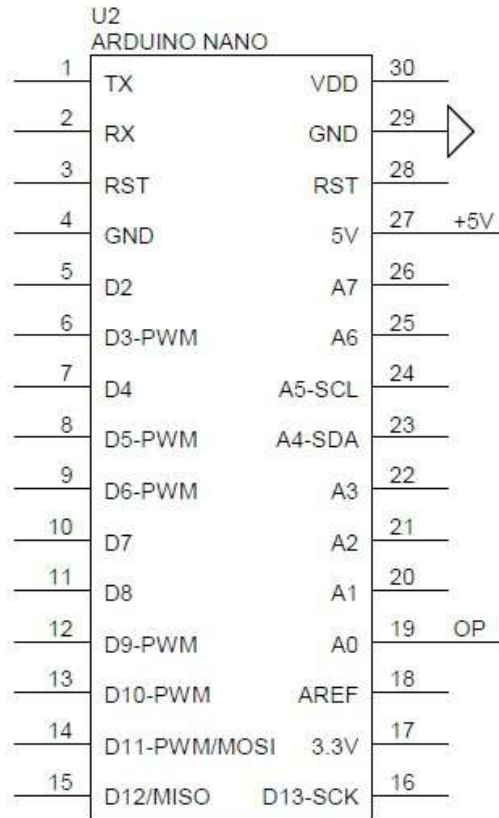 U2
ARDUINO NANO
1 TX VDD 30
2 RX GND 29
3 RST RST 28
4 GND 5V 27 +5V
5 D2 A7 26
6 D3-PWM A6 25
7 D4 A5-SCL 24
8 D5-PWM A4-SDA 23
9 D6-PWM A3 22
10 D7 A2 21
11 D8 A1 20
12 D9-PWM A0 19 OP
13 D10-PWM AREF 18
14 D11-PWM/MOSI 3.3V 17
15 D12/MISO D13-SCK 16